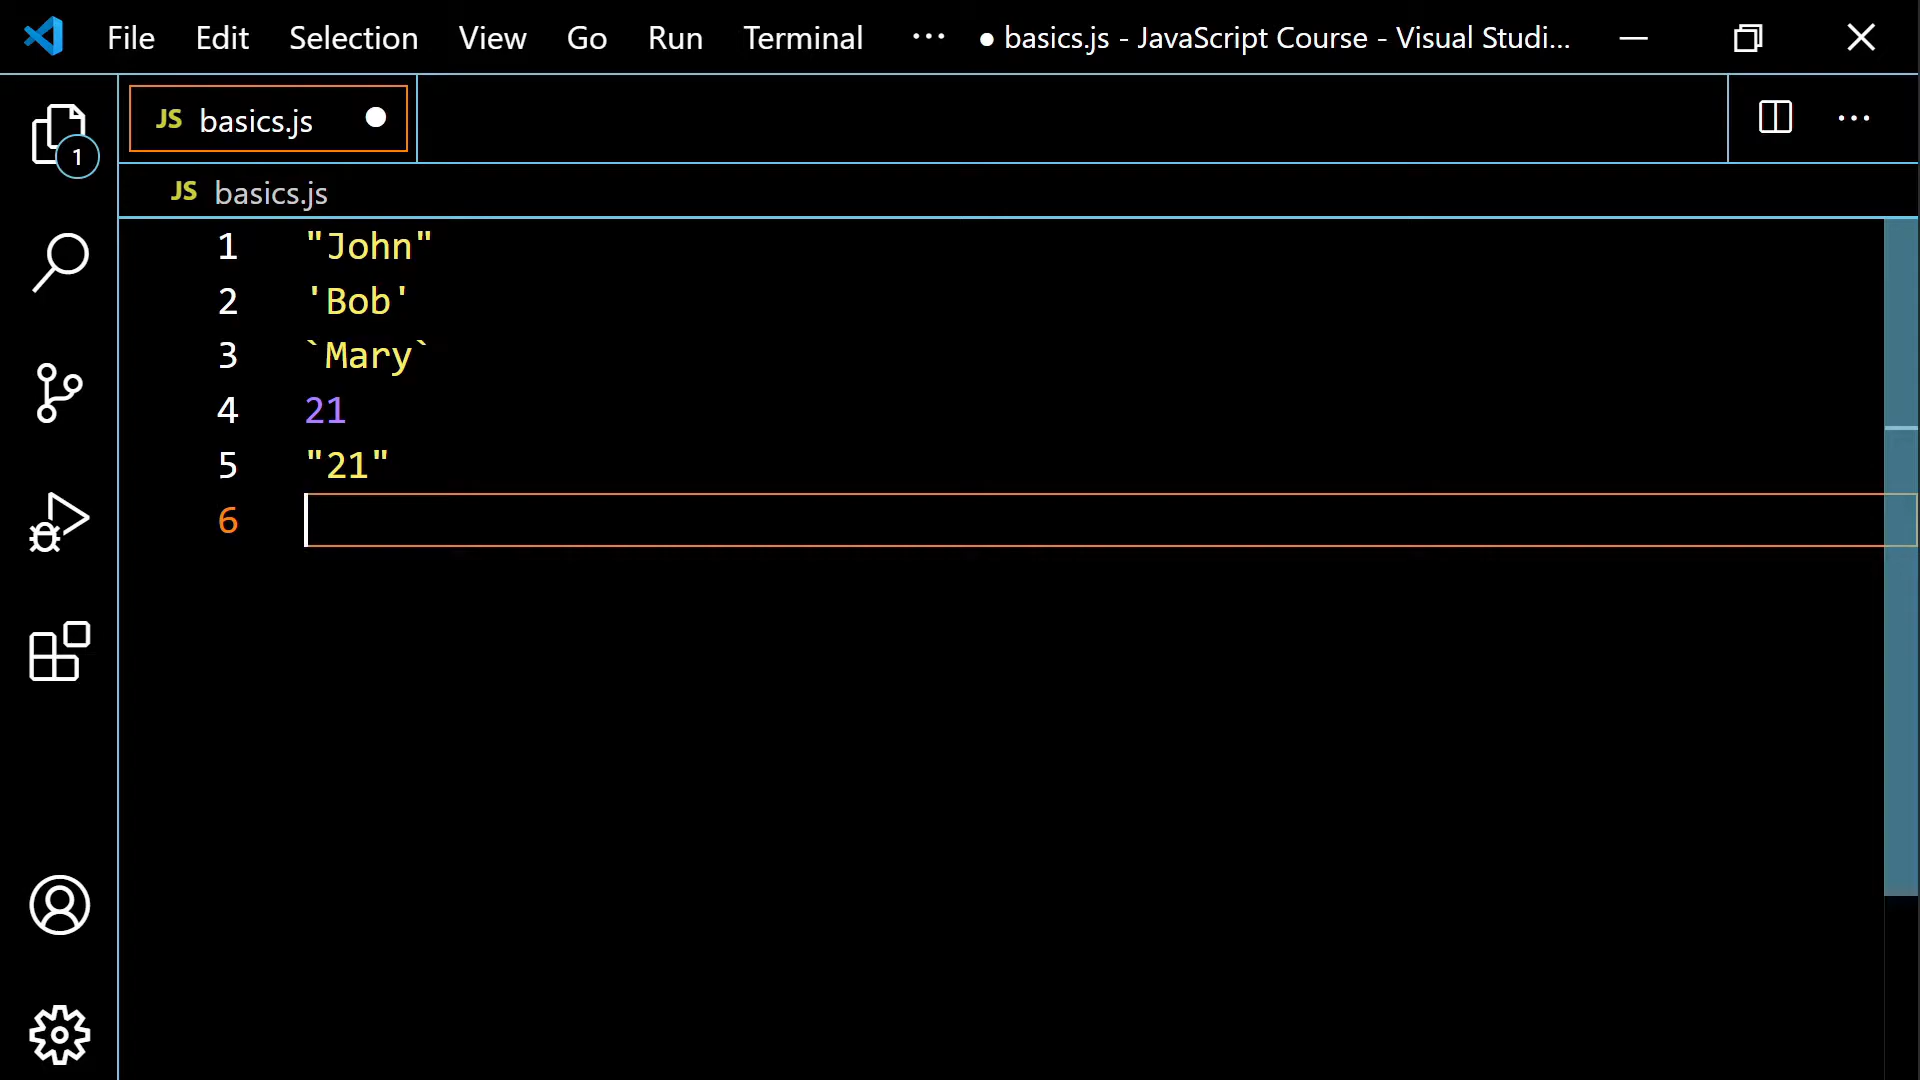 File Edit Selection View Go Run Terminal ··· ● basics.js - JavaScript Course - Visual Studi...
JS basics.js ●
1
JS basics.js
1 "John"
2 'Bob'
3 `Mary`
4 21
5 "21"
6